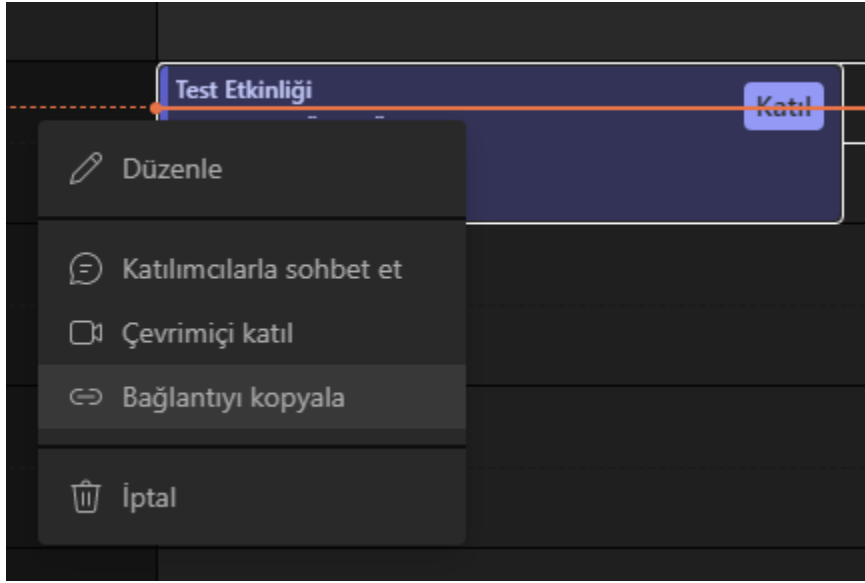 Test Etkinliği
Katıl
Düzenle
Katılımcılarla sohbet et
Çevrimiçi katıl
Bağlantıyı kopyala
İptal